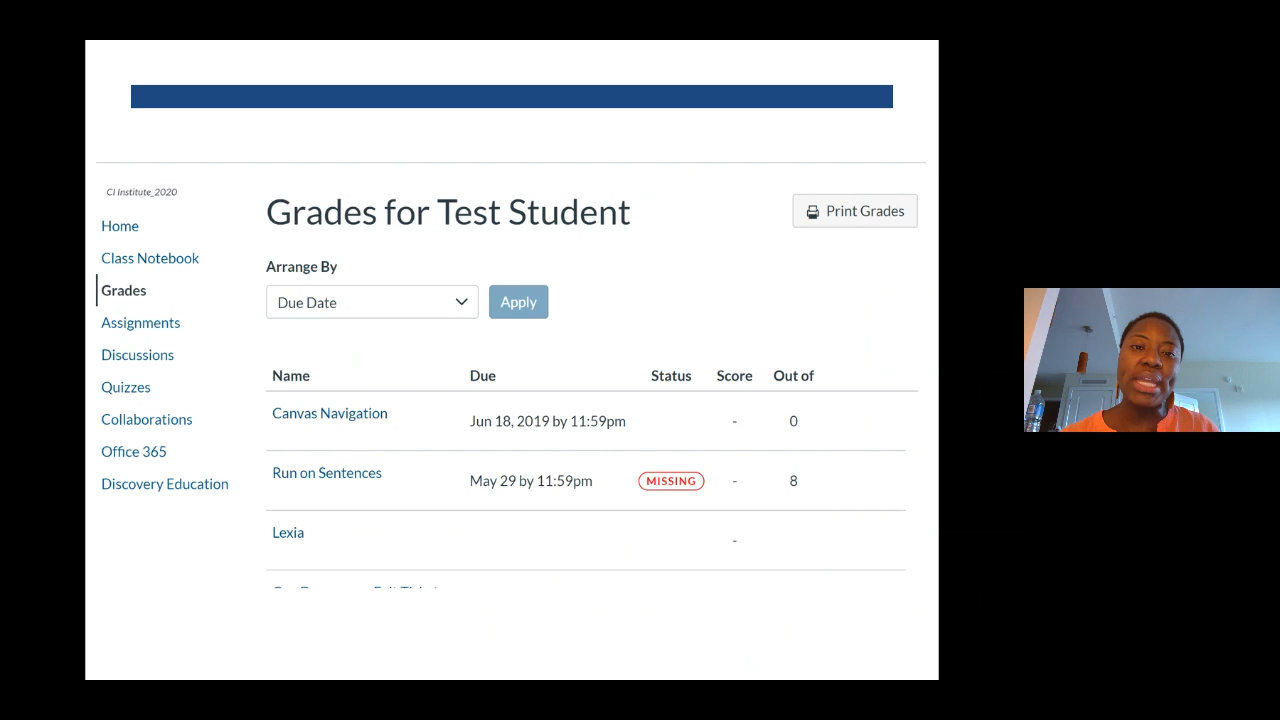 CI Institute_2020
Home
Class Notebook
Grades
Assignments
Discussions
Quizzes
Collaborations
Office 365
Discovery Education
Grades for Test Student
Print Grades
Arrange By
Due Date
Apply
Name Due Status Score Out of
Canvas Navigation Jun 18, 2019 by 11:59pm - 0
Run on Sentences May 29 by 11:59pm MISSING - 8
Lexia -